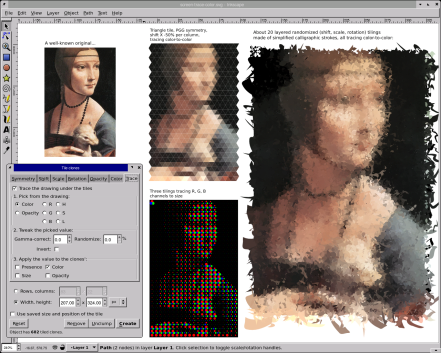 File Edit View Layer Object Path Text Help
A well-known original...
Triangle tile, PGG symmetry,
shift X -50% per column,
tracing color-to-color
About 20 layered randomized (shift, scale, rotation) tilings
made of simplified calligraphic strokes, all tracing color-to-color
Tile clones
Symmetry Shift Scale Rotation Opacity Color Trace
Trace the drawing under the tiles
1. Pick from the drawing:
Color R H
Opacity G S
B L
2. Tweak the picked value:
Gamma-correct: 0.0 Randomize: 0.0 %
Invert:
3. Apply the value to the clones':
Presence Color
Size Opacity
Three tilings tracing R, G, B
channels to size
Rows, columns:
Width, height: 207.00 x 324.00 px
Use saved size and position of the tile
Reset Remove Unclump Create
Object has 692 tiled clones.
Layer 1
Path (2 nodes) in layer Layer 1. Click selection to toggle scale/rotation handles.